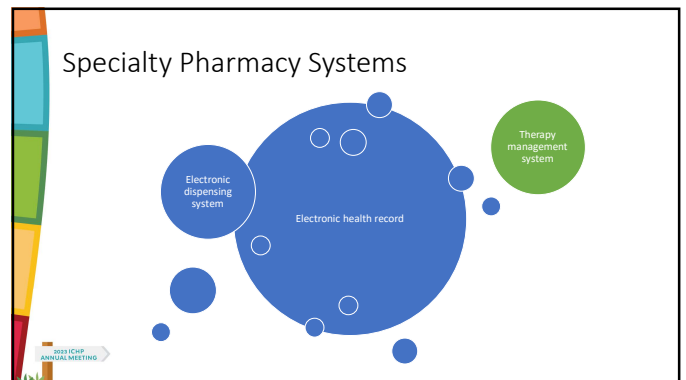 Specialty Pharmacy Systems
Therapy
management
system
Electronic
dispensing
system
Electronic health record
2023 ICHP
ANNUAL MEETING